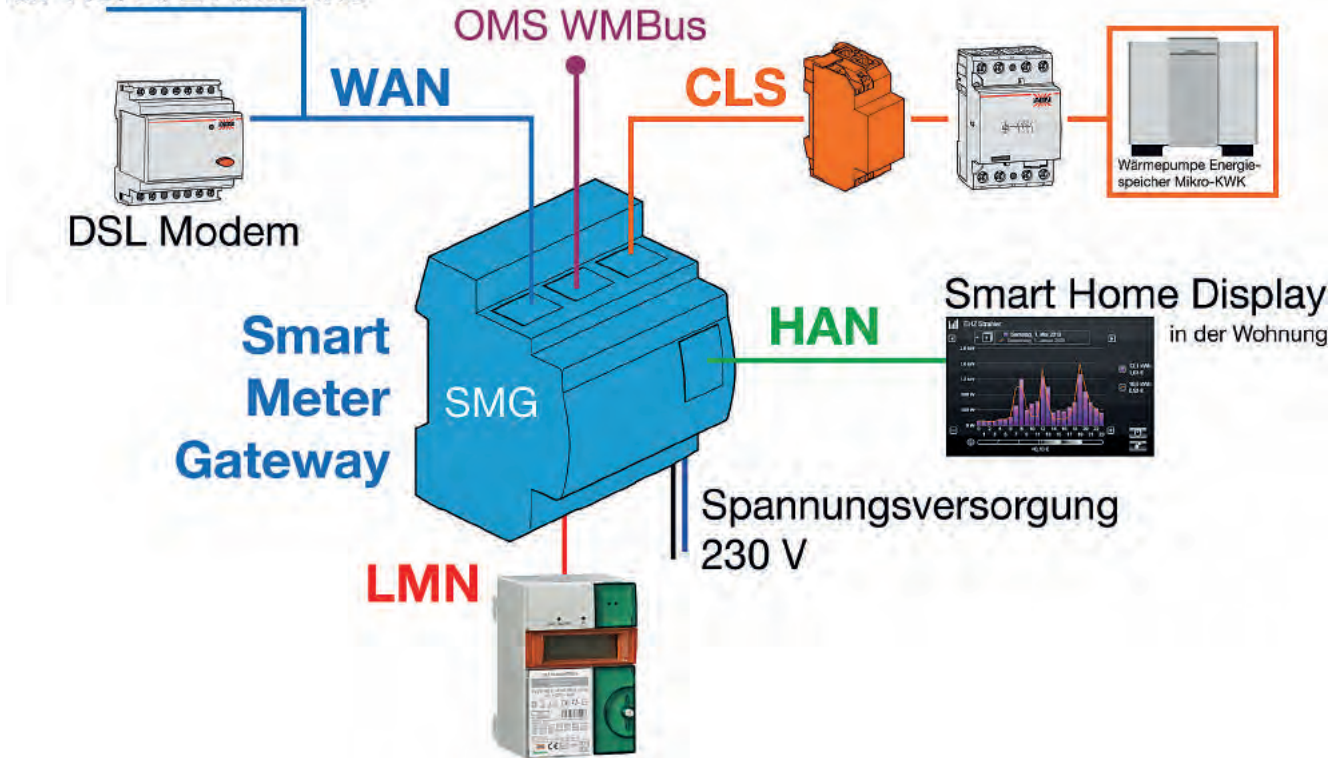 OMS WMBus
WAN
CLS
Wärmepumpe Energie-
speicher Mikro-KWK
DSL Modem
Smart Home Display
in der Wohnung
HAN
Smart
Meter
Gateway
SMG
Spannungsversorgung
230 V
LMN